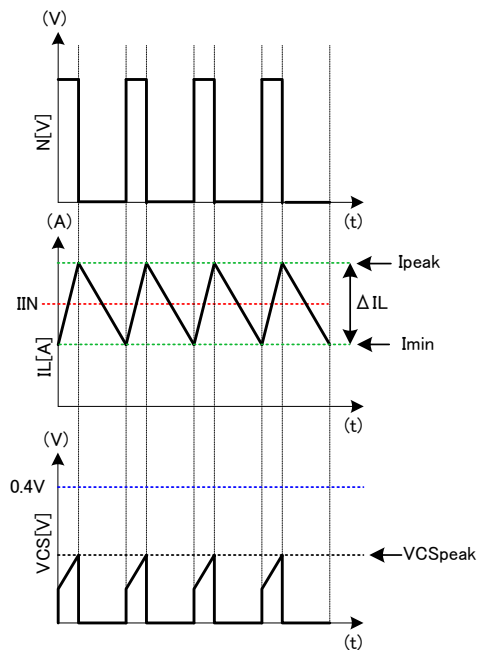 (V)
N[V]
(t)
(A)
Ipeak
IIN
ΔIL
Imin
IL[A]
(t)
(V)
0.4V
VCS[V]
VCSpeak
(t)